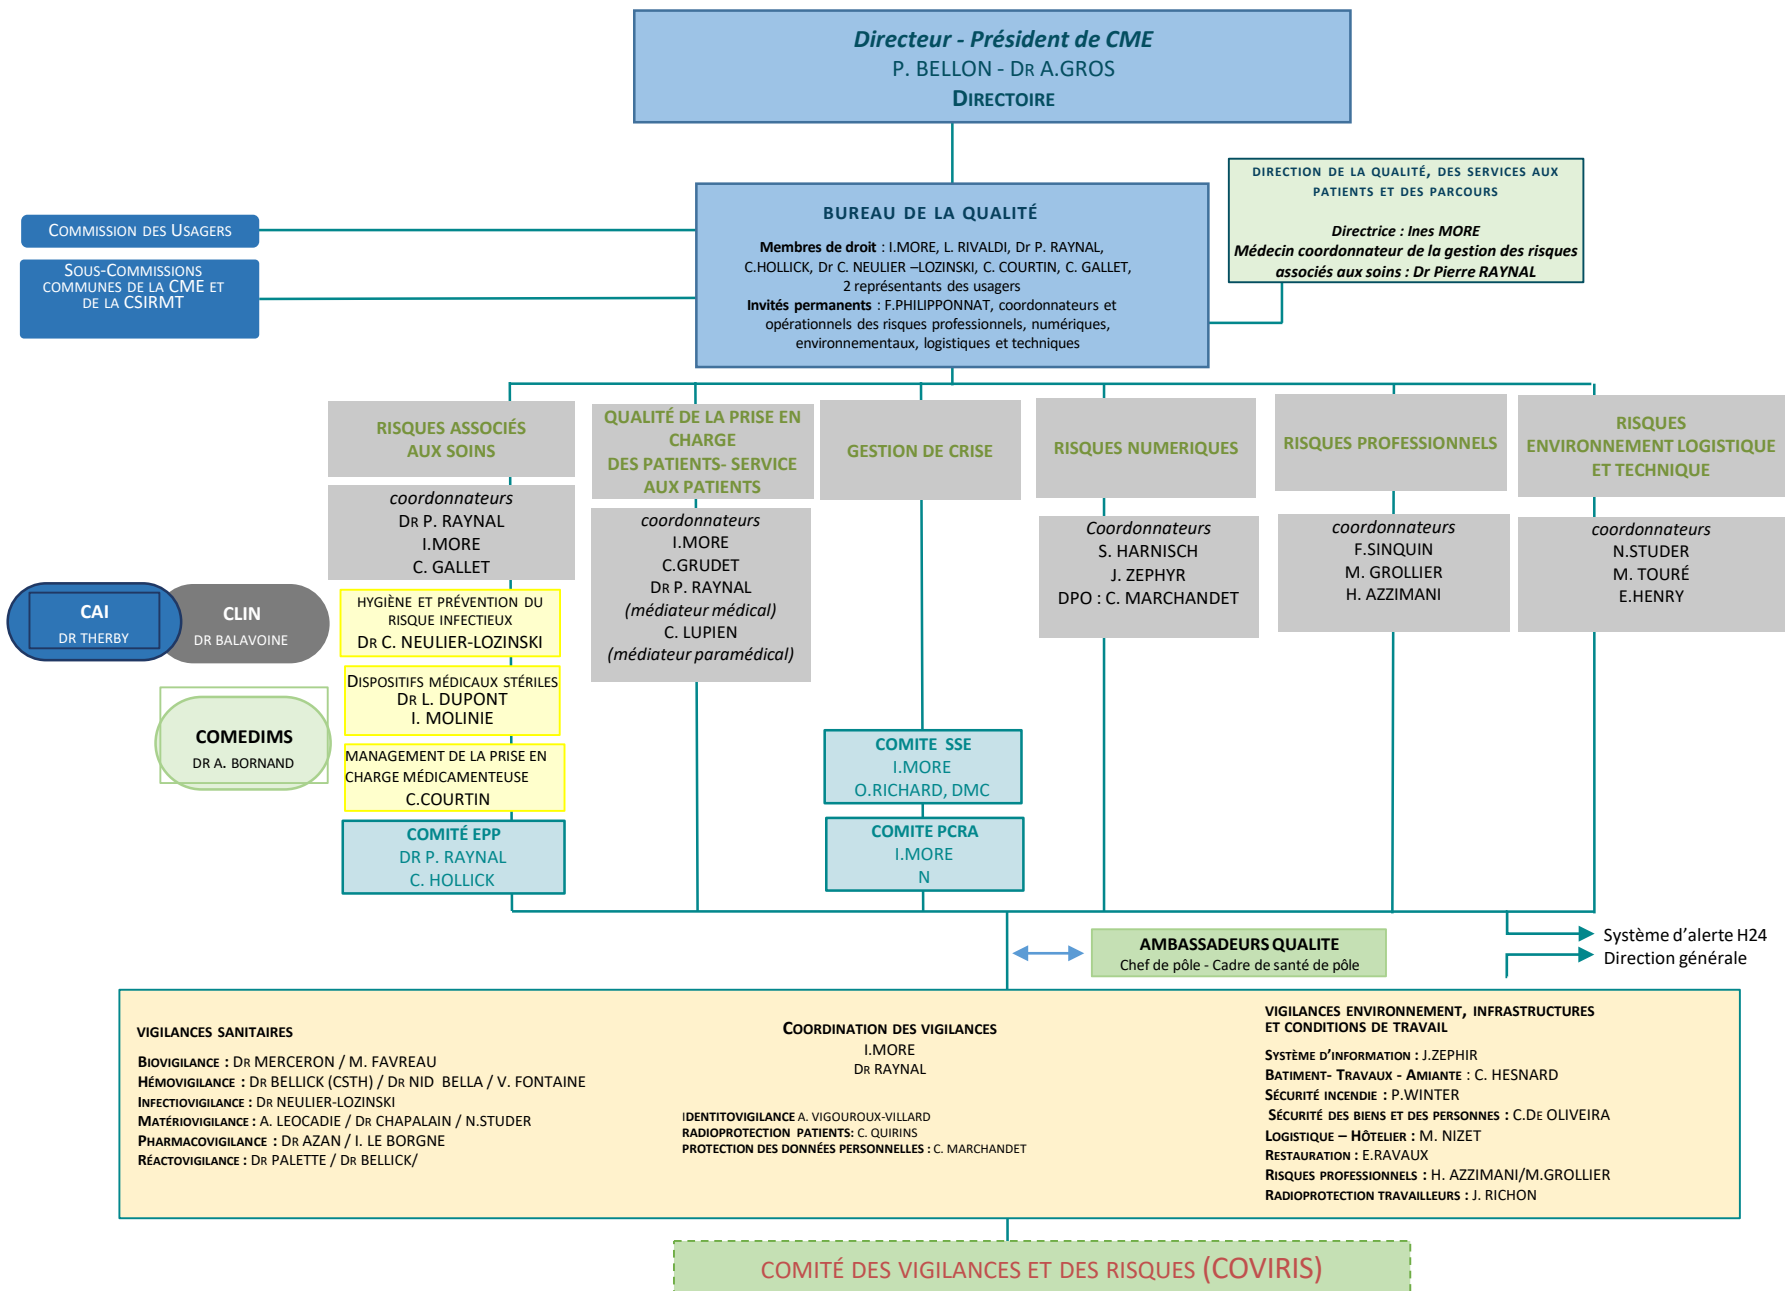 Directeur - Président de CME
P. BELLON - DR A.GROS
DIRECTOIRE
DIRECTION DE LA QUALITÉ, DES SERVICES AUX
PATIENTS ET DES PARCOURS
Directrice : Ines MORE
Médecin coordonnateur de la gestion des risques
associés aux soins : Dr Pierre RAYNAL
BUREAU DE LA QUALITÉ
Membres de droit : I.MORE, L. RIVALDI, Dr P. RAYNAL,
C.HOLLICK, Dr C. NEULIER –LOZINSKI, C. COURTIN, C. GALLET,
2 représentants des usagers
Invités permanents : F.PHILIPPONNAT, coordonnateurs et
opérationnels des risques professionnels, numériques,
environnementaux, logistiques et techniques
COMMISSION DES USAGERS
SOUS-COMMISSIONS
COMMUNES DE LA CME ET
DE LA CSIRMT
RISQUES ASSOCIÉS
AUX SOINS
coordonnateurs
DR P. RAYNAL
I.MORE
C. GALLET
HYGIÈNE ET PRÉVENTION DU
RISQUE INFECTIEUX
DR C. NEULIER-LOZINSKI
DISPOSITIFS MÉDICAUX STÉRILES
DR L. DUPONT
I. MOLINIE
MANAGEMENT DE LA PRISE EN
CHARGE MÉDICAMENTEUSE
C.COURTIN
COMITÉ EPP
DR P. RAYNAL
C. HOLLICK
CAI
DR THERBY
CLIN
DR BALAVOINE
COMEDIMS
DR A. BORNAND
QUALITÉ DE LA PRISE EN
CHARGE
DES PATIENTS- SERVICE
AUX PATIENTS
coordonnateurs
I.MORE
C.GRUDET
DR P. RAYNAL
(médiateur médical)
C. LUPIEN
(médiateur paramédical)
GESTION DE CRISE
COMITE SSE
I.MORE
O.RICHARD, DMC
COMITE PCRA
I.MORE
N
RISQUES NUMERIQUES
Coordonnateurs
S. HARNISCH
J. ZEPHYR
DPO : C. MARCHANDET
RISQUES PROFESSIONNELS
coordonnateurs
F.SINQUIN
M. GROLLIER
H. AZZIMANI
RISQUES
ENVIRONNEMENT LOGISTIQUE
ET TECHNIQUE
coordonnateurs
N.STUDER
M. TOURÉ
E.HENRY
AMBASSADEURS QUALITE
Chef de pôle - Cadre de santé de pôle
Système d'alerte H24
Direction générale
VIGILANCES SANITAIRES
BIOVIGILANCE : DR MERCERON / M. FAVREAU
HÉMOVIGILANCE : DR BELLICK (CSTH) / DR NID BELLA / V. FONTAINE
INFECTIOVIGILANCE : DR NEULIER-LOZINSKI
MATÉRIOVIGILANCE : A. LEOCADIE / DR CHAPALAIN / N.STUDER
PHARMACOVIGILANCE : DR AZAN / I. LE BORGNE
RÉACTOVIGILANCE : DR PALETTE / DR BELLICK/
COORDINATION DES VIGILANCES
I.MORE
DR RAYNAL
IDENTITOVIGILANCE A. VIGOUROUX-VILLARD
RADIOPROTECTION PATIENTS: C. QUIRINS
PROTECTION DES DONNÉES PERSONNELLES : C. MARCHANDET
VIGILANCES ENVIRONNEMENT, INFRASTRUCTURES
ET CONDITIONS DE TRAVAIL
SYSTÈME D'INFORMATION : J.ZEPHIR
BATIMENT- TRAVAUX - AMIANTE : C. HESNARD
SÉCURITÉ INCENDIE : P.WINTER
SÉCURITÉ DES BIENS ET DES PERSONNES : C.DE OLIVEIRA
LOGISTIQUE – HÔTELIER : M. NIZET
RESTAURATION : E.RAVAUX
RISQUES PROFESSIONNELS : H. AZZIMANI/M.GROLLIER
RADIOPROTECTION TRAVAILLEURS : J. RICHON
COMITÉ DES VIGILANCES ET DES RISQUES (COVIRIS)